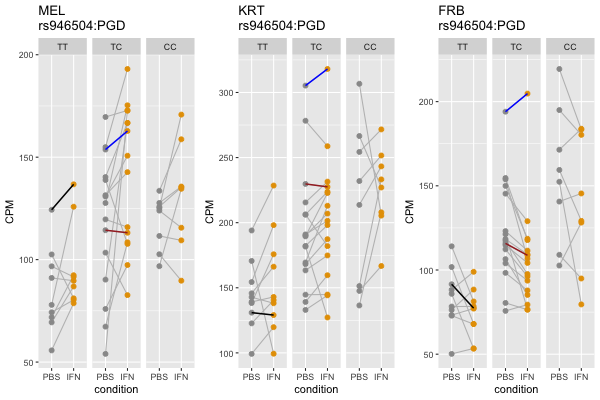 MEL
rs946504:PGD
TT TC CC
200
150
100
50
CPM
PBS IFN PBS IFN PBS IFN
condition
KRT
rs946504:PGD
TT TC CC
300
250
200
150
100
CPM
PBS IFN PBS IFN PBS IFN
condition
FRB
rs946504:PGD
TT TC CC
200
150
100
50
CPM
PBS IFN PBS IFN PBS IFN
condition